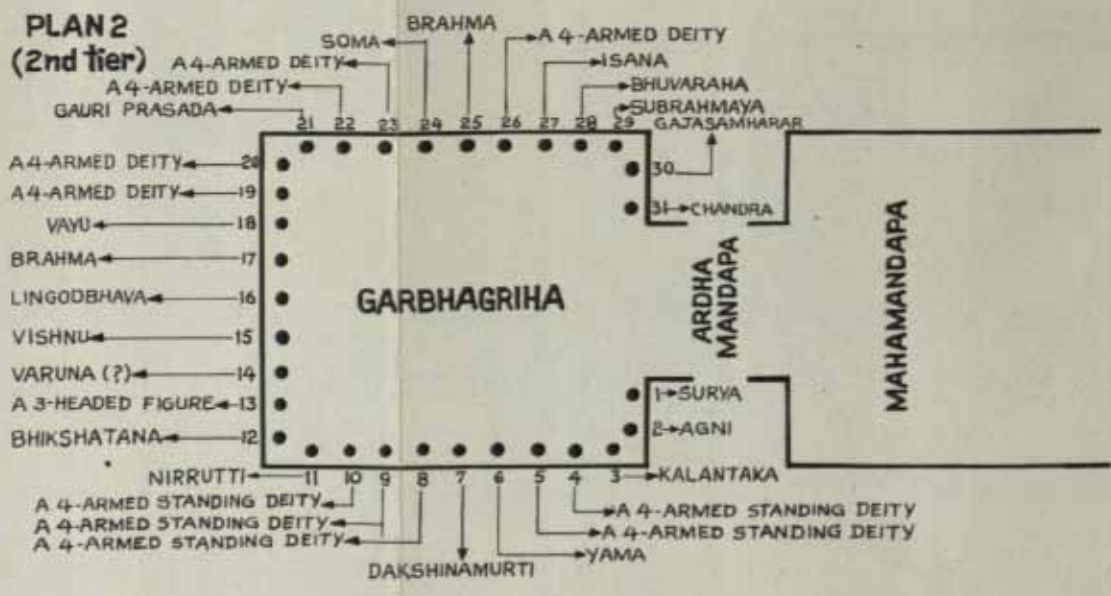 PLAN 2
(2nd tier)
BRAHMA
SOMA
A 4-ARMED DEITY
A 4-ARMED DEITY
ISANA
A 4-ARMED DEITY
BHUVARAHA
GAURI PRASADA
SUBRAHMAYA
21 22 23 24 25 26 27 28 29
GAJASAMHARAR
A 4-ARMED DEITY 20
30
A 4-ARMED DEITY 19
31 CHANDRA
VAYU 18
BRAHMA 17
LINGODBHAVA 16
GARBHAGRIHA
ARDHA
MANDAPA
MAHAMANDAPA
VISHNU 15
VARUNA (?) 14
A 3-HEADED FIGURE 13
1 SURYA
BHIKSHATANA 12
2 AGNI
NIRRUTTI 11 10 9 8 7 6 5 4 3 KALANTAKA
A 4-ARMED STANDING DEITY
A 4-ARMED STANDING DEITY
A 4-ARMED STANDING DEITY
A 4-ARMED STANDING DEITY
A 4-ARMED STANDING DEITY
YAMA
DAKSHINAMURTI